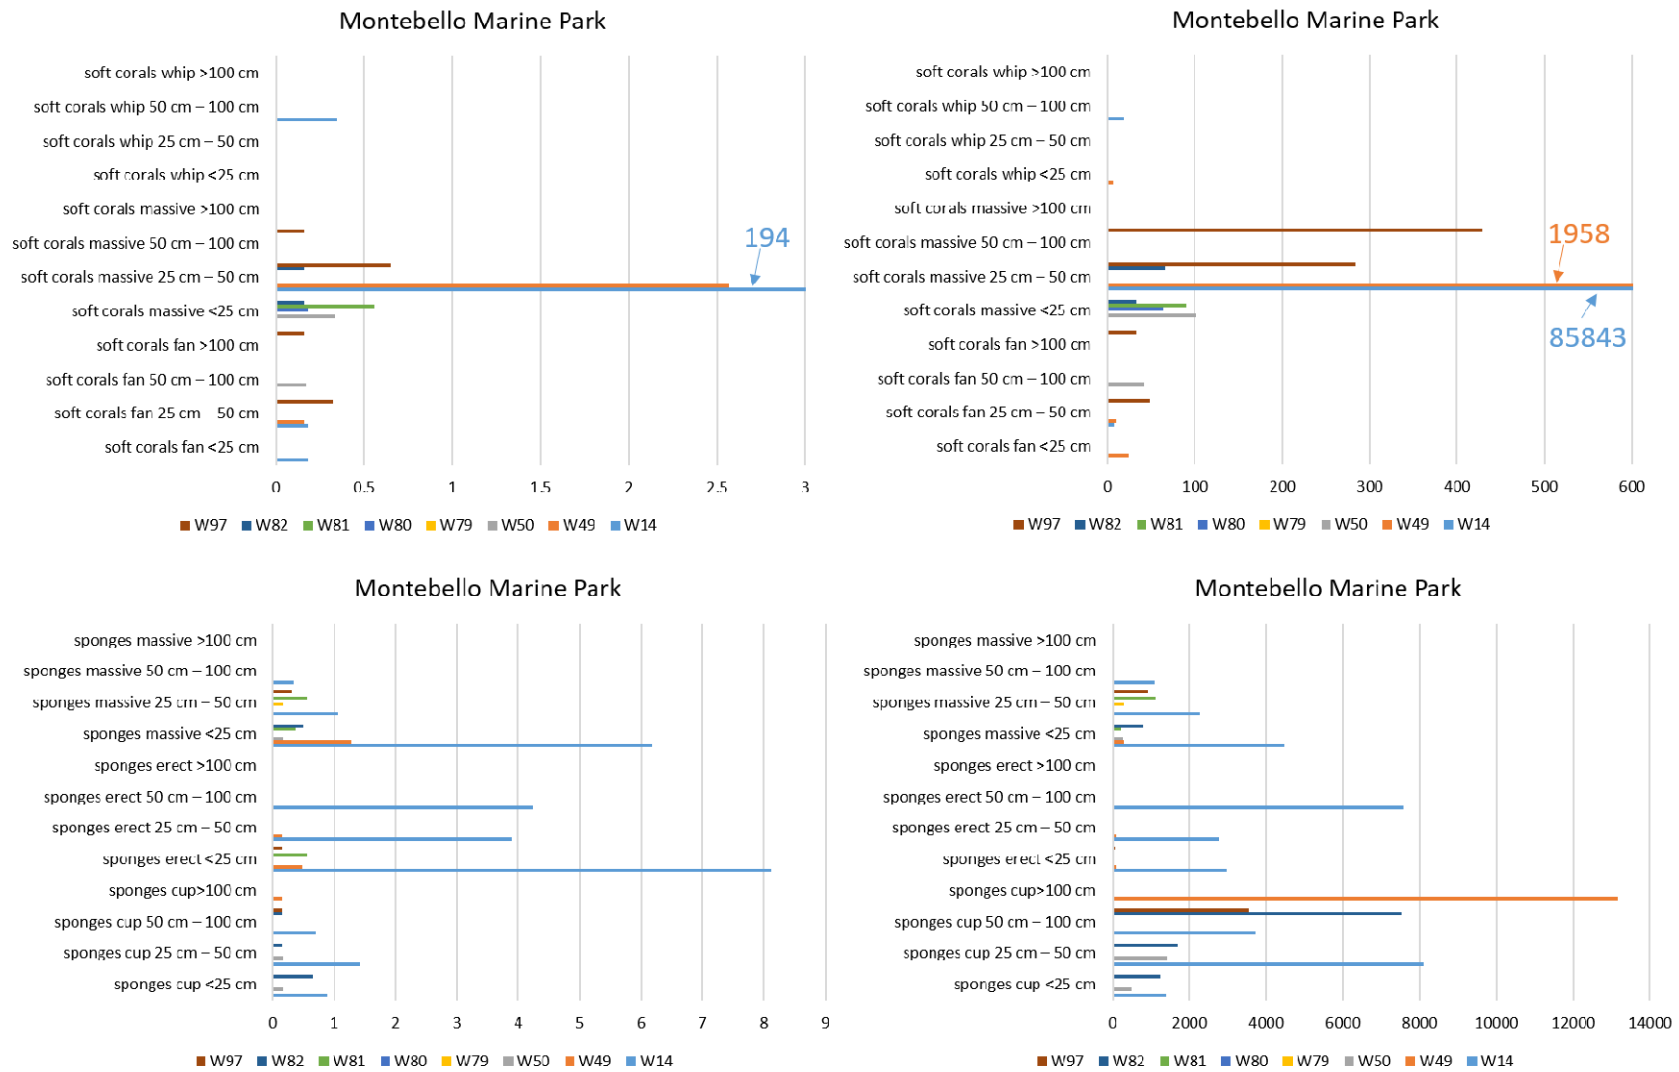 Montebello Marine Park
soft corals whip >100 cm
soft corals whip 50 cm – 100 cm
soft corals whip 25 cm – 50 cm
soft corals whip <25 cm
soft corals massive >100 cm
soft corals massive 50 cm – 100 cm
soft corals massive 25 cm – 50 cm
soft corals massive <25 cm
soft corals fan >100 cm
soft corals fan 50 cm – 100 cm
soft corals fan 25 cm 50 cm
soft corals fan <25 cm
194
0 0.5 1 1.5 2 2.5 3
W97 W82 W81 W80 W79 W50 W49 W14
Montebello Marine Park
soft corals whip >100 cm
soft corals whip 50 cm – 100 cm
soft corals whip 25 cm – 50 cm
soft corals whip <25 cm
soft corals massive >100 cm
soft corals massive 50 cm – 100 cm
soft corals massive 25 cm – 50 cm
soft corals massive <25 cm
soft corals fan >100 cm
soft corals fan 50 cm – 100 cm
soft corals fan 25 cm – 50 cm
soft corals fan <25 cm
1958
85843
0 100 200 300 400 500 600
W97 W82 W81 W80 W79 W50 W49 W14
Montebello Marine Park
sponges massive >100 cm
sponges massive 50 cm – 100 cm
sponges massive 25 cm – 50 cm
sponges massive <25 cm
sponges erect >100 cm
sponges erect 50 cm – 100 cm
sponges erect 25 cm – 50 cm
sponges erect <25 cm
sponges cup>100 cm
sponges cup 50 cm – 100 cm
sponges cup 25 cm – 50 cm
sponges cup <25 cm
0 1 2 3 4 5 6 7 8 9
W97 W82 W81 W80 W79 W50 W49 W14
Montebello Marine Park
sponges massive >100 cm
sponges massive 50 cm – 100 cm
sponges massive 25 cm – 50 cm
sponges massive <25 cm
sponges erect >100 cm
sponges erect 50 cm – 100 cm
sponges erect 25 cm – 50 cm
sponges erect <25 cm
sponges cup>100 cm
sponges cup 50 cm – 100 cm
sponges cup 25 cm – 50 cm
sponges cup <25 cm
0 2000 4000 6000 8000 10000 12000 14000
W97 W82 W81 W80 W79 W50 W49 W14